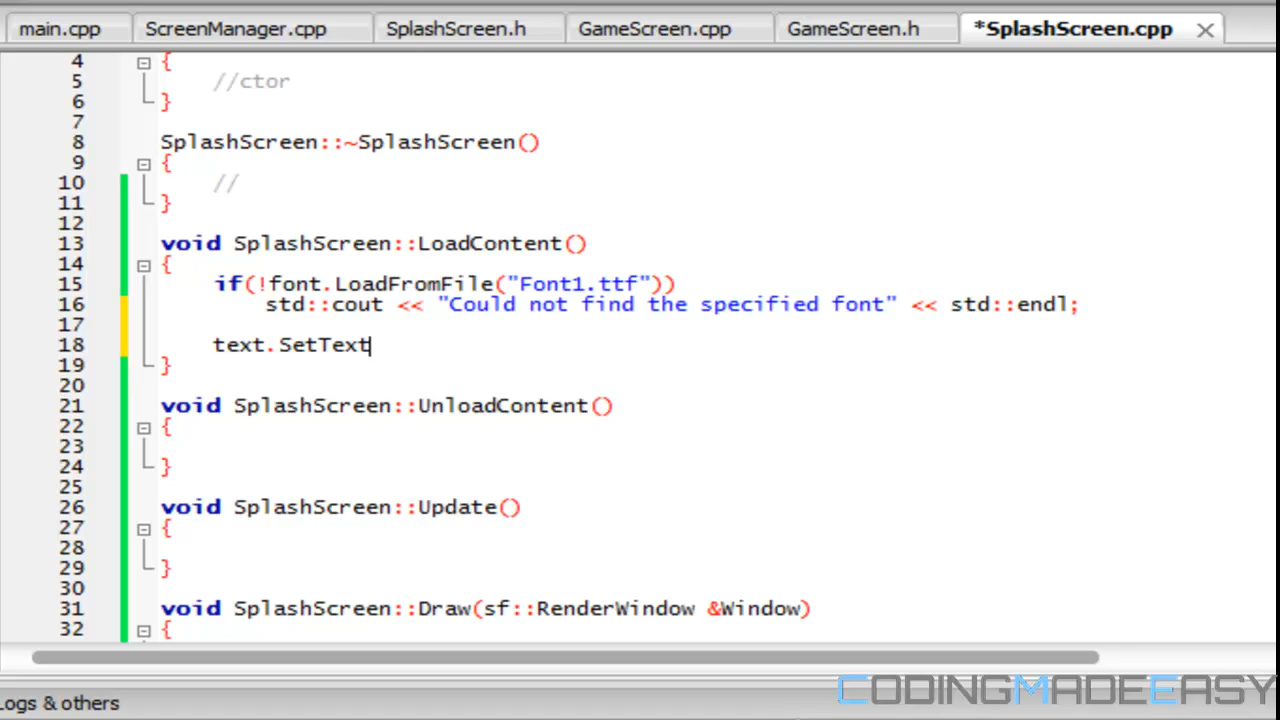 main.cpp ScreenManager.cpp SplashScreen.h GameScreen.cpp GameScreen.h *SplashScreen.cpp
4 {
5 //ctor
6 }
7
8 SplashScreen::~SplashScreen()
9 {
10 //
11 }
12
13 void SplashScreen::LoadContent()
14 {
15 if(!font.LoadFromFile("Font1.ttf"))
16 std::cout << "Could not find the specified font" << std::endl;
17
18 text.SetText
19 }
20
21 void SplashScreen::UnloadContent()
22 {
23
24 }
25
26 void SplashScreen::Update()
27 {
28
29 }
30
31 void SplashScreen::Draw(sf::RenderWindow &Window)
32 {
CODINGMADEEASY
Logs & others